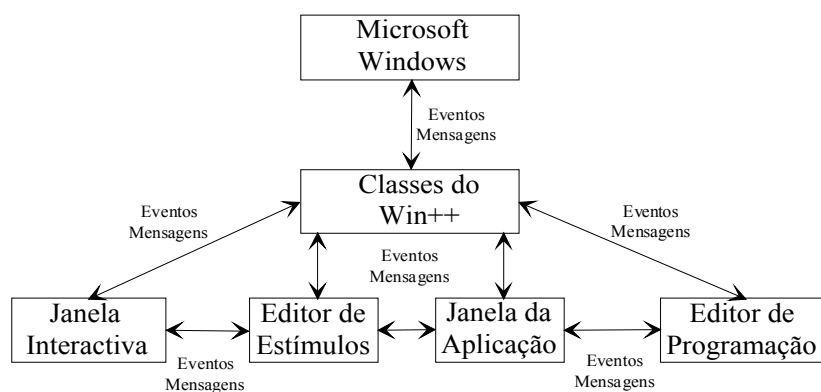 Microsoft
Windows
Eventos
Mensagens
Classes do
Win++
Eventos
Mensagens
Eventos
Mensagens
Eventos
Mensagens
Janela
Interactiva
Editor de
Estímulos
Janela da
Aplicação
Editor de
Programação
Eventos
Mensagens
Eventos
Mensagens